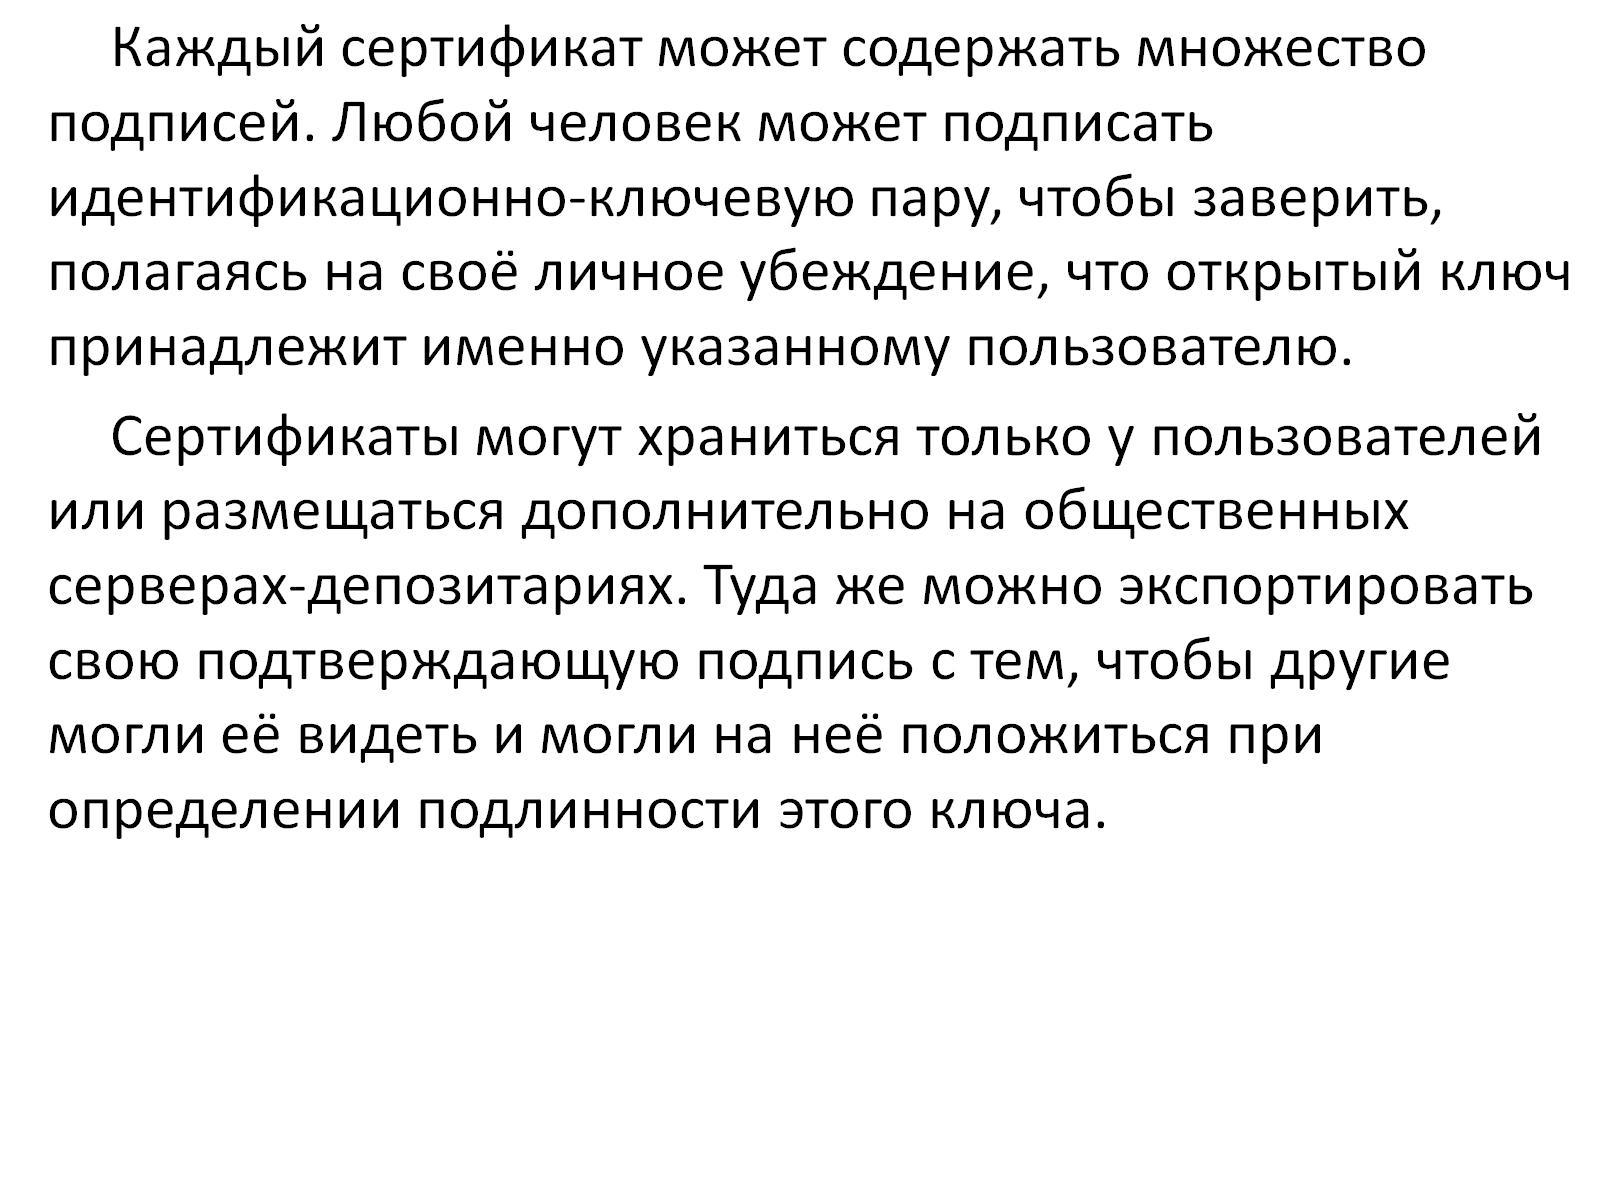 Каждый сертификат может содержать множество
подписей. Любой человек может подписать
идентификационно-ключевую пару, чтобы заверить,
полагаясь на своё личное убеждение, что открытый ключ
принадлежит именно указанному пользователю.
Сертификаты могут храниться только у пользователей
или размещаться дополнительно на общественных
серверах-депозитариях. Туда же можно экспортировать
свою подтверждающую подпись с тем, чтобы другие
могли её видеть и могли на неё положиться при
определении подлинности этого ключа.